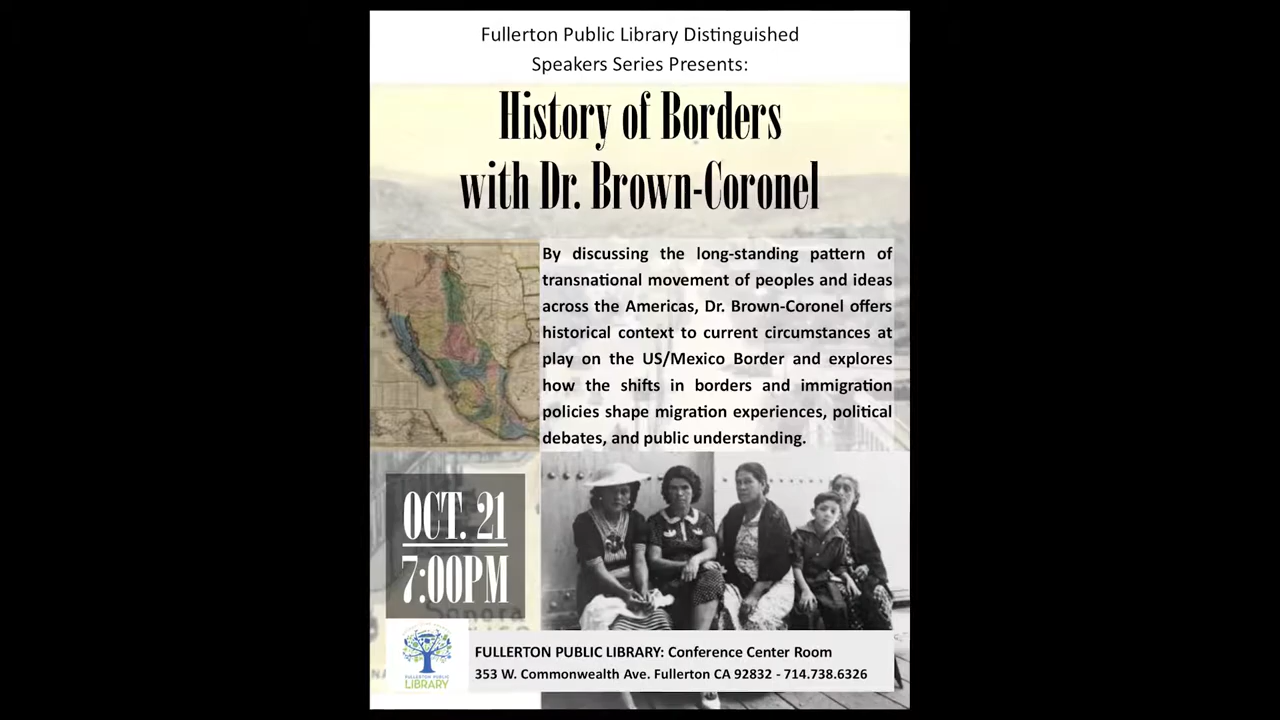 Fullerton Public Library Distinguished
Speakers Series Presents:
History of Borders
with Dr. Brown-Coronel
By discussing the long-standing pattern of
transnational movement of peoples and ideas
across the Americas, Dr. Brown-Coronel offers
historical context to current circumstances at
play on the US/Mexico Border and explores
how the shifts in borders and immigration
policies shape migration experiences, political
debates, and public understanding.
OCT. 21
7:00PM
Sonora
FULLERTON PUBLIC
LIBRARY
FULLERTON PUBLIC LIBRARY: Conference Center Room
353 W. Commonwealth Ave. Fullerton CA 92832 - 714.738.6326